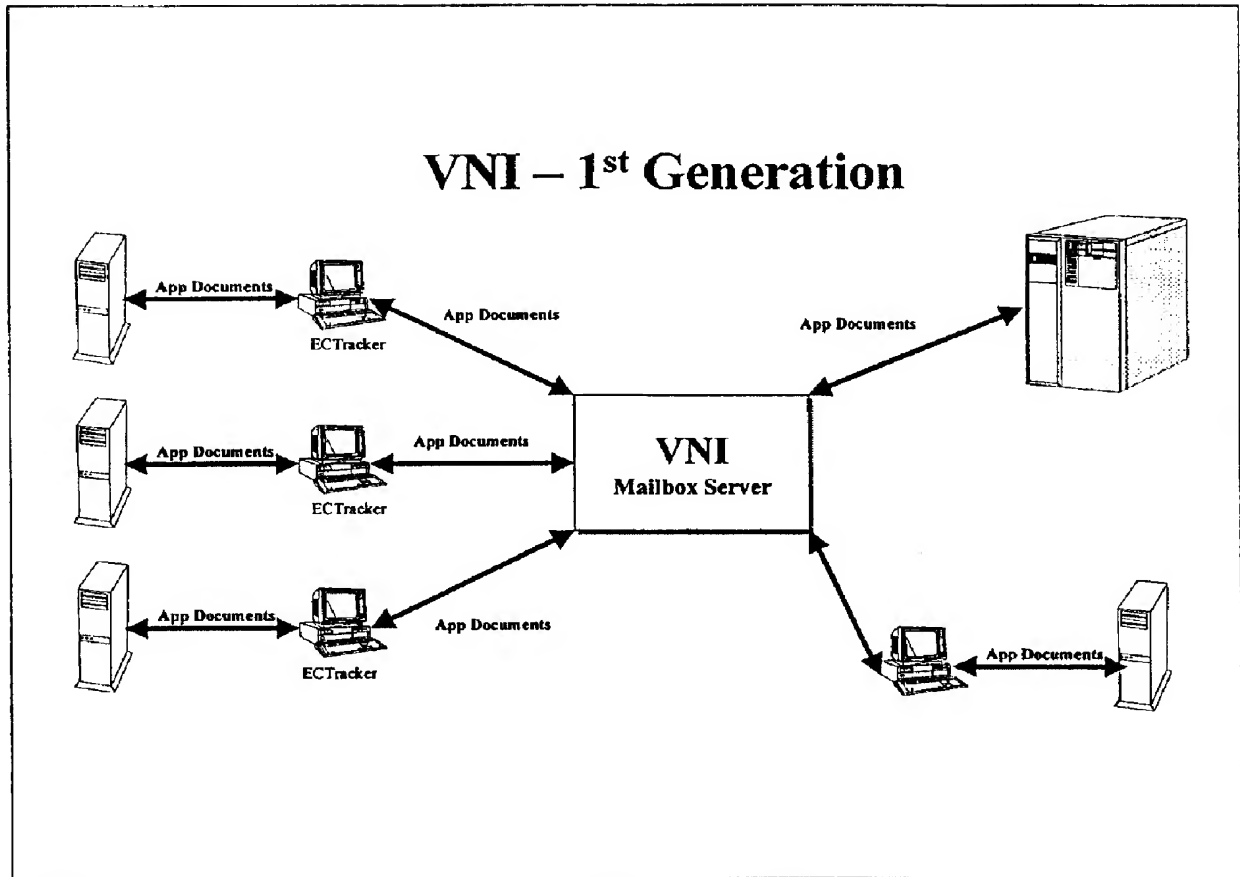 VNI – 1st Generation
App Documents
ECTracker
App Documents
App Documents
App Documents
ECTracker
App Documents
VNI
Mailbox Server
App Documents
ECTracker
App Documents
App Documents